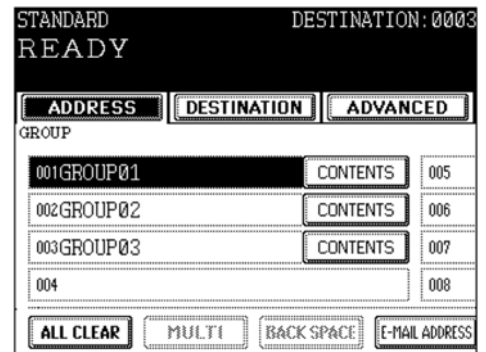 STANDARD DESTINATION:0003
READY
ADDRESS DESTINATION ADVANCED
GROUP
001GROUP01 CONTENTS 005
002GROUP02 CONTENTS 006
003GROUP03 CONTENTS 007
004 008
ALL CLEAR MULTI BACK SPACE E-MAIL ADDRESS